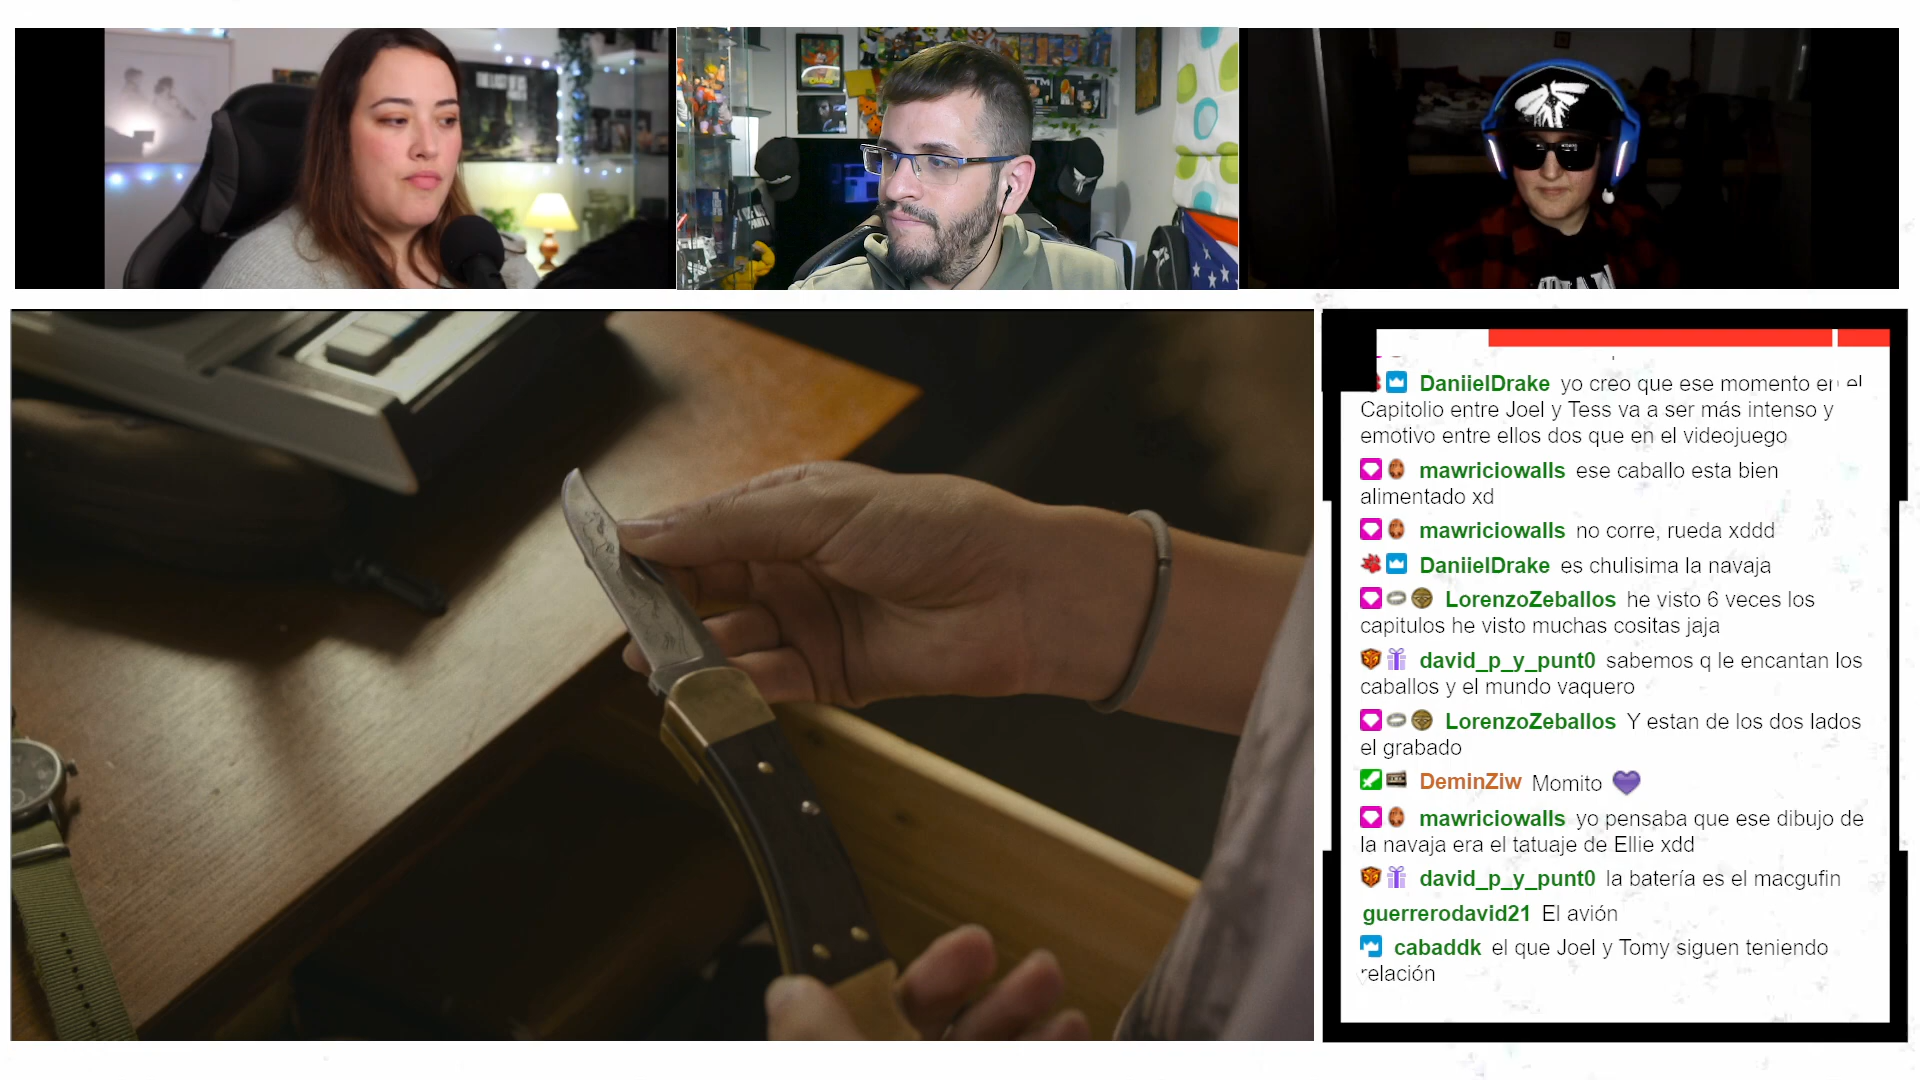 THE LAST OF US
DaniielDrake yo creo que ese momento en el
Capitolio entre Joel y Tess va a ser más intenso y
emotivo entre ellos dos que en el videojuego
mawriciowalls ese caballo esta bien
alimentado xd
mawriciowalls no corre, rueda xddd
DaniielDrake es chulisima la navaja
LorenzoZeballos he visto 6 veces los
capitulos he visto muchas cositas jaja
david_p_y_punt0 sabemos q le encantan los
caballos y el mundo vaquero
LorenzoZeballos Y estan de los dos lados
el grabado
DeminZiw Momito 💜
mawriciowalls yo pensaba que ese dibujo de
la navaja era el tatuaje de Ellie xdd
david_p_y_punt0 la batería es el macgufin
guerrerodavid21 El avión
cabaddk el que Joel y Tomy siguen teniendo
relación